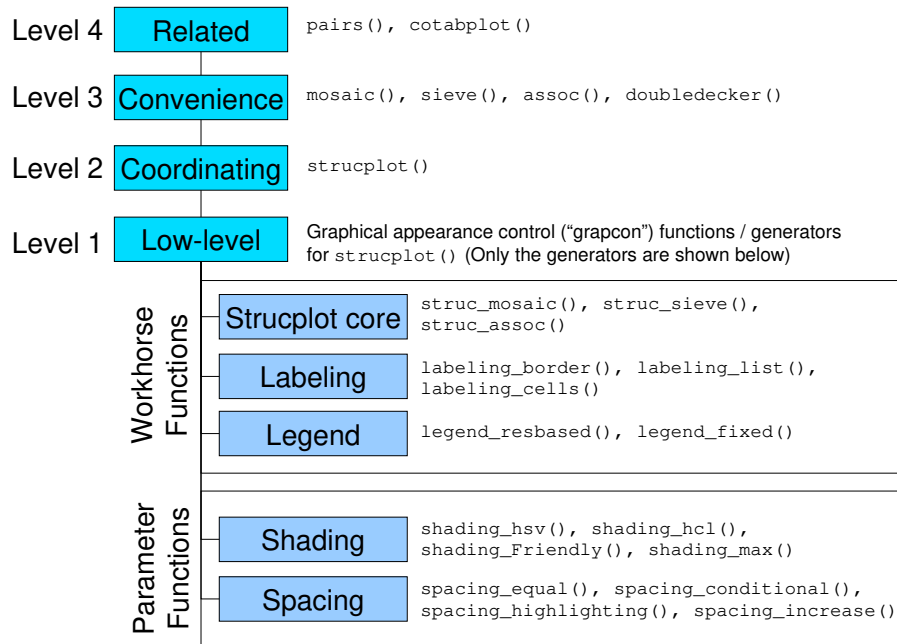 Level 4 Related pairs(), cotabplot()
Level 3 Convenience mosaic(), sieve(), assoc(), doubledecker()
Level 2 Coordinating strucplot()
Level 1 Low-level Graphical appearance control (“grapcon”) functions / generators
for strucplot() (Only the generators are shown below)
Workhorse
Functions
Strucplot core struc_mosaic(), struc_sieve(),
struc_assoc()
Labeling labeling_border(), labeling_list(),
labeling_cells()
Legend legend_resbased(), legend_fixed()
Parameter
Functions
Shading shading_hsv(), shading_hcl(),
shading_Friendly(), shading_max()
Spacing spacing_equal(), spacing_conditional(),
spacing_highlighting(), spacing_increase()